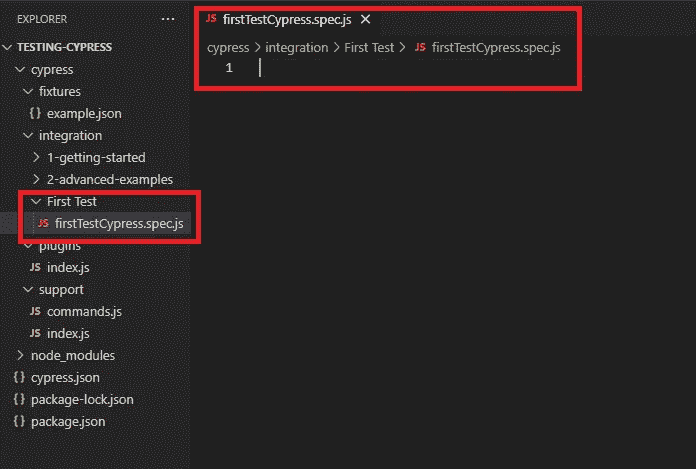 EXPLORER ···
TESTING-CYPRESS
cypress
fixtures
{} example.json
integration
1-getting-started
2-advanced-examples
First Test
JS firstTestCypress.spec.js
plugins
JS index.js
support
JS commands.js
JS index.js
node_modules
{} cypress.json
{} package-lock.json
{} package.json
JS firstTestCypress.spec.js
cypress > integration > First Test > JS firstTestCypress.spec.js
1